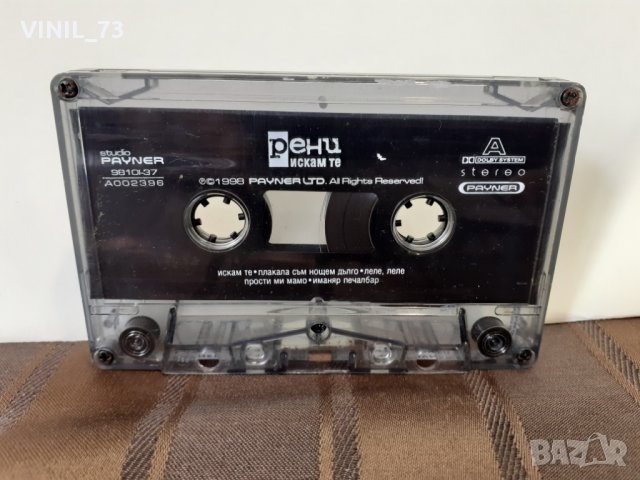 VINIL_73
studio
PAYNER
98101-37
A002396
рени
искам те
℗©1998 PAYNER LTD. All Rights Reserved!
A
DOLBY SYSTEM
stereo
PAYNER
искам те • плакала съм нощем дълго • леле, леле
прости ми мамо • иманяр печалбар
BAZAR